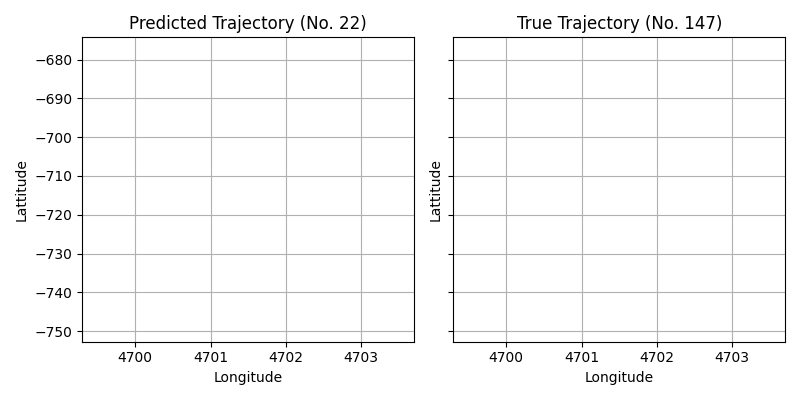 Predicted Trajectory (No. 22)
True Trajectory (No. 147)
Lattitude
−680
−690
−700
−710
−720
−730
−740
−750
4700 4701 4702 4703
Longitude
Lattitude
4700 4701 4702 4703
Longitude